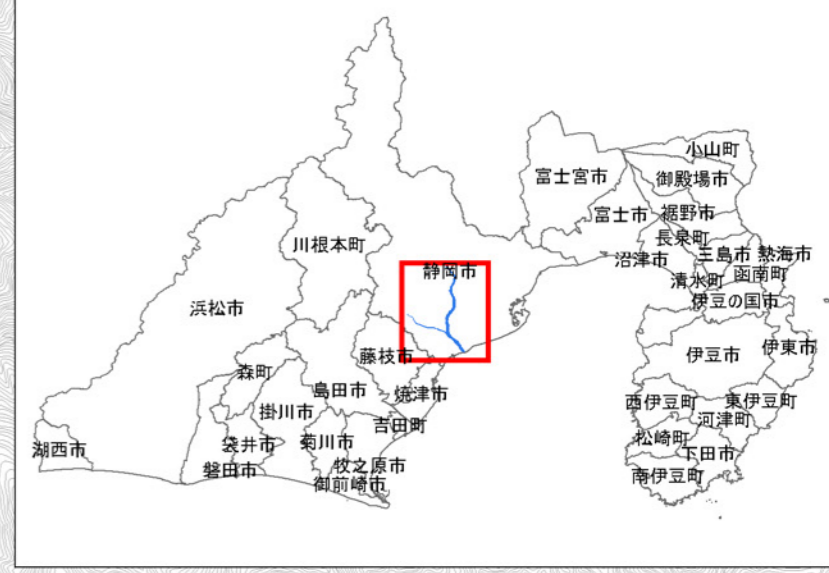 小山町
富士宮市
御殿場市
富士市
裾野市
長泉町
川根本町
三島市
熱海市
沼津市
静岡市
函南町
清水町
伊豆の国市
浜松市
伊東市
藤枝市
伊豆市
森町
島田市
焼津市
西伊豆町
東伊豆町
掛川市
河津町
吉田町
湖西市
袋井市
菊川市
松崎町
下田市
磐田市
牧之原市
南伊豆町
御前崎市